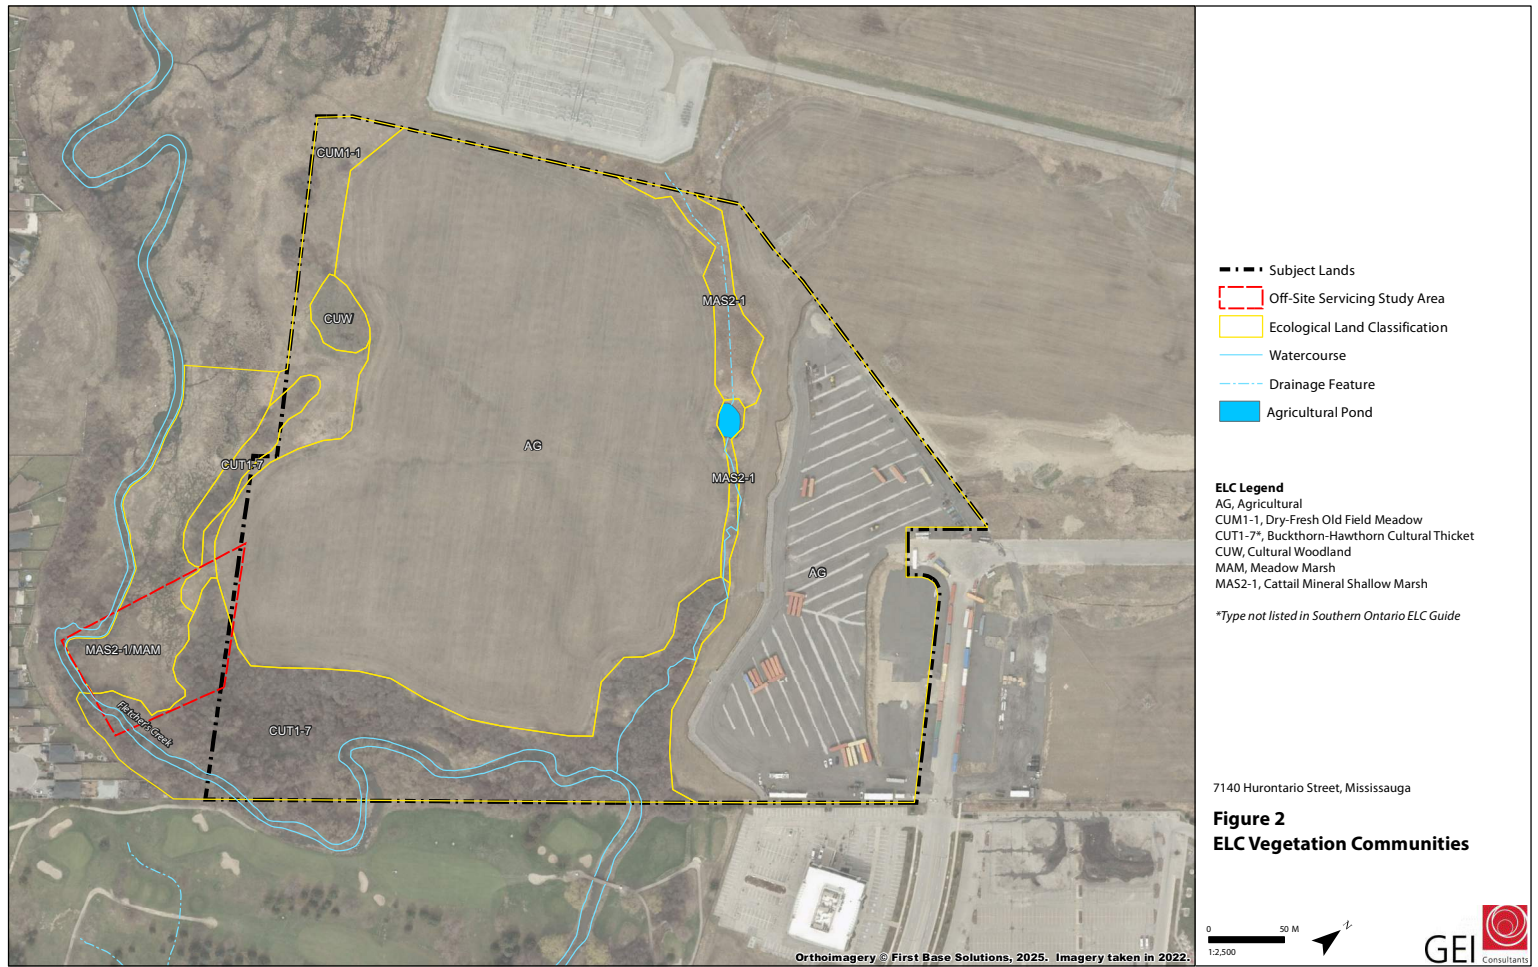 CUM1-1
CUW
MAS2-1
AG
CUT1-7
MAS2-1
AG
MAS2-1/MAM
Fletcher's Creek
CUT1-7
Orthoimagery © First Base Solutions, 2025. Imagery taken in 2022.
Subject Lands
Off-Site Servicing Study Area
Ecological Land Classification
Watercourse
Drainage Feature
Agricultural Pond
ELC Legend
AG, Agricultural
CUM1-1, Dry-Fresh Old Field Meadow
CUT1-7*, Buckthorn-Hawthorn Cultural Thicket
CUW, Cultural Woodland
MAM, Meadow Marsh
MAS2-1, Cattail Mineral Shallow Marsh
*Type not listed in Southern Ontario ELC Guide
7140 Hurontario Street, Mississauga
Figure 2
ELC Vegetation Communities
0 50 M
1:2,500
N
GEI Consultants